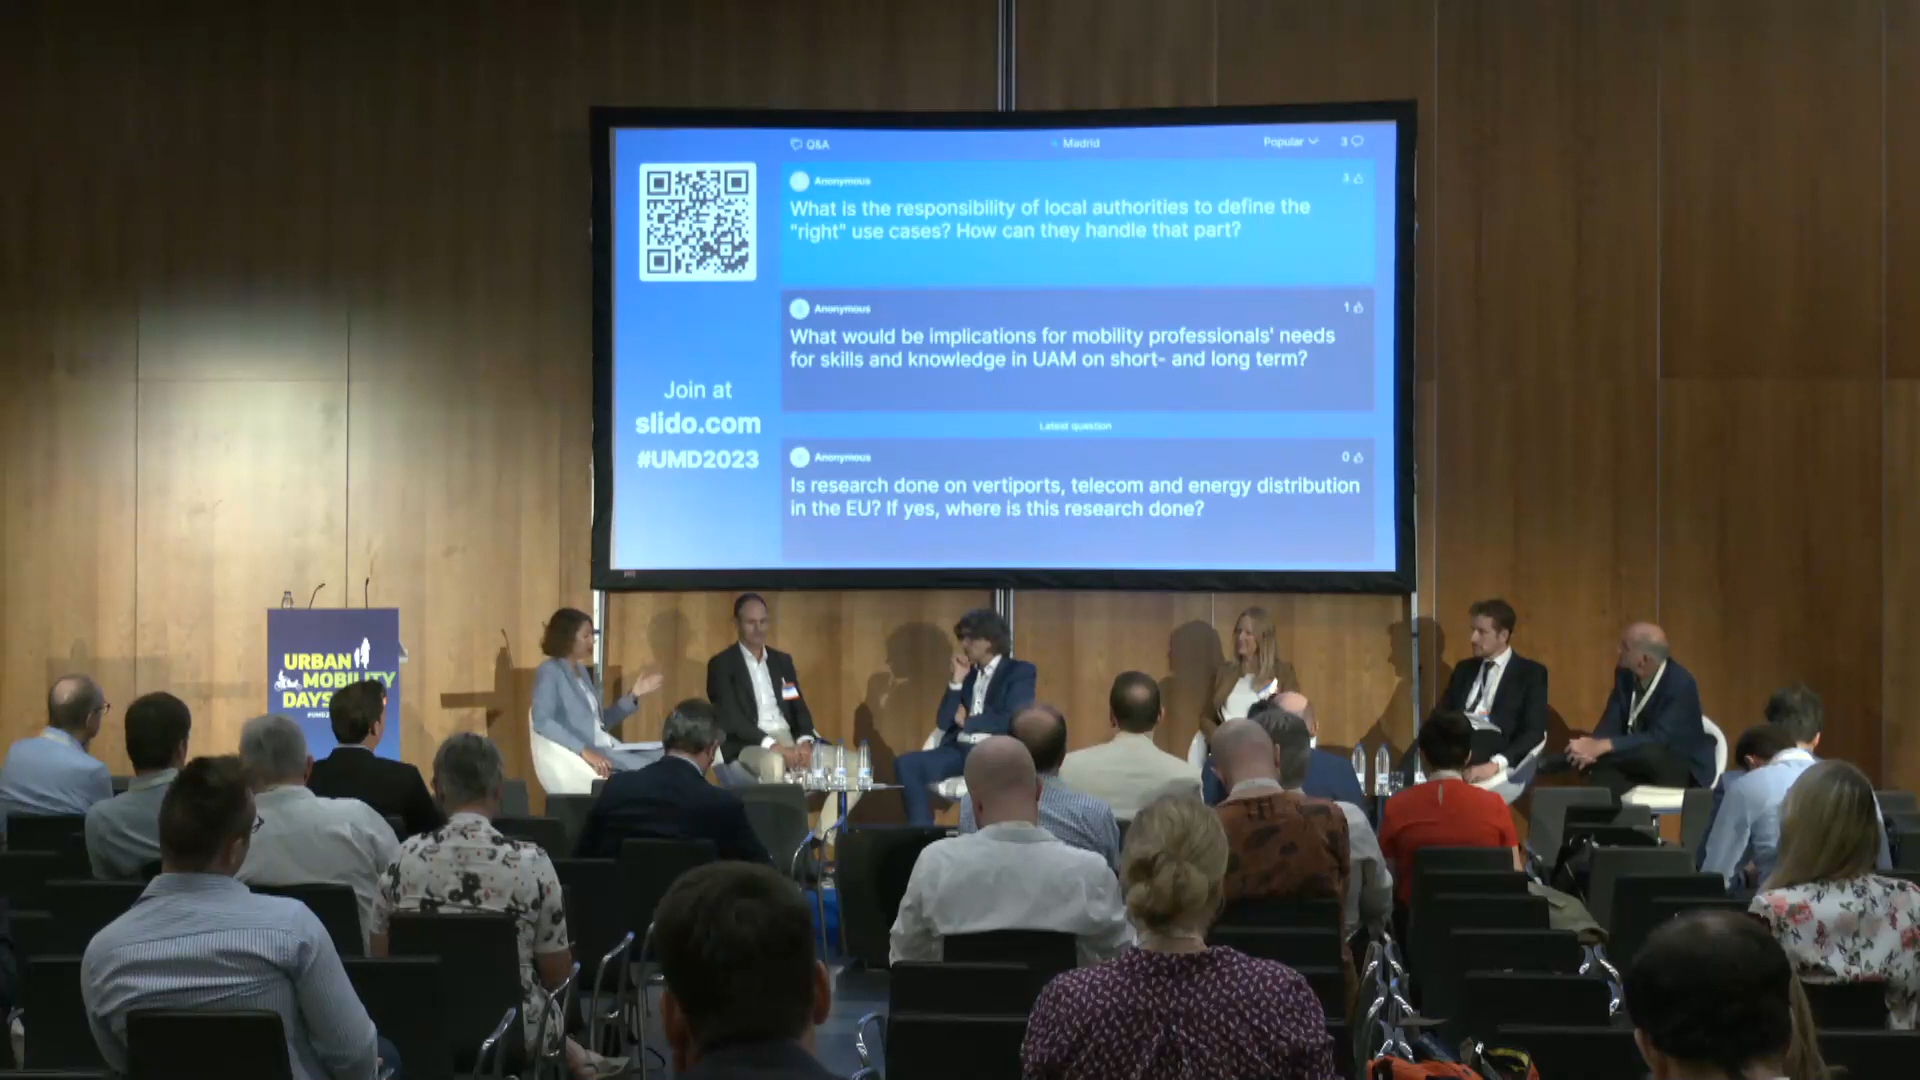 Q&A
Madrid
Popular
3
Anonymous
3
What is the responsibility of local authorities to define the
"right" use cases? How can they handle that part?
Anonymous
1
What would be implications for mobility professionals' needs
for skills and knowledge in UAM on short- and long term?
Latest question
Anonymous
0
Is research done on vertiports, telecom and energy distribution
in the EU? If yes, where is this research done?
Join at
slido.com
#UMD2023
URBAN
MOBILITY
DAYS